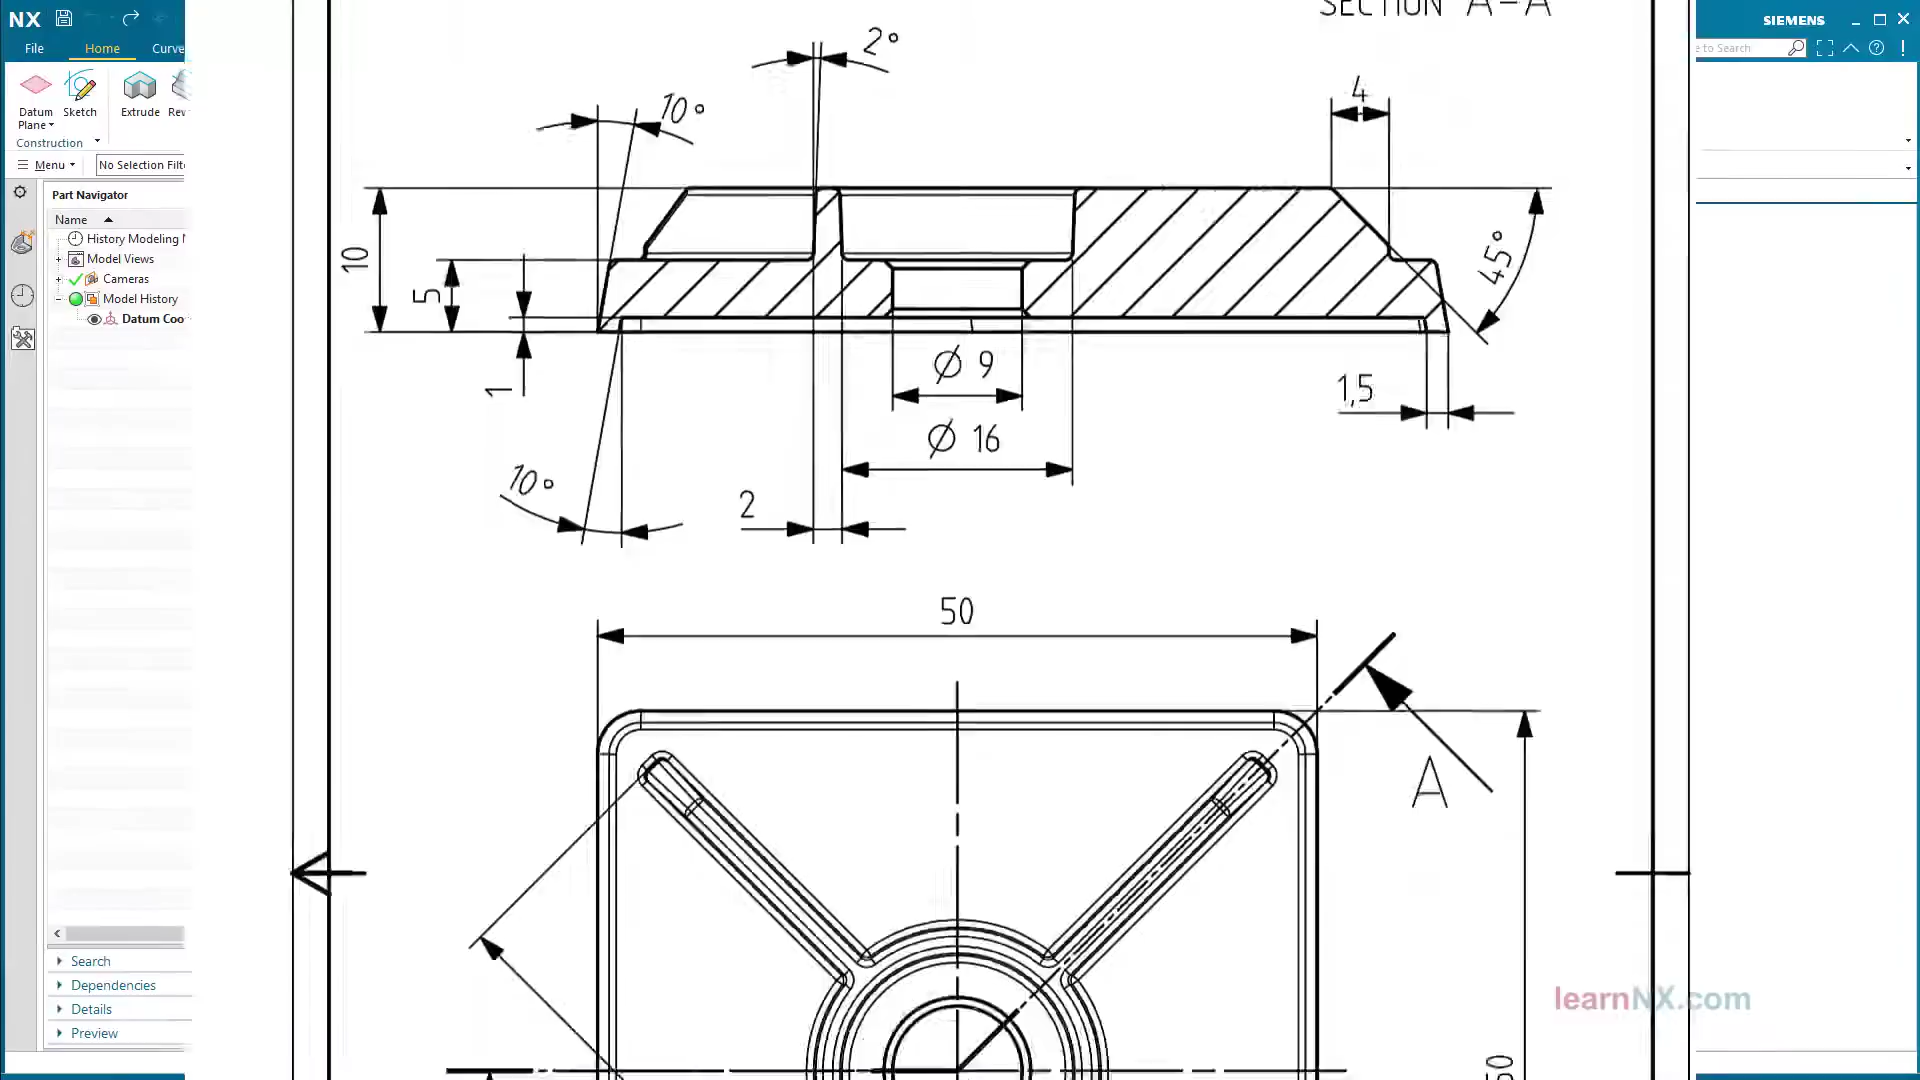 NX
SIEMENS
File
Home
Curve
e to Search
Datum
Plane
Sketch
Extrude
Rev
Construction
Menu
No Selection Filte
Part Navigator
Name
History Modeling
Model Views
Cameras
Model History
Datum Coo
Search
Dependencies
Details
Preview
SECTION A-A
2°
10°
4
10
5
1
45°
Ø 9
1,5
Ø 16
10°
2
50
A
50
learnNX.com